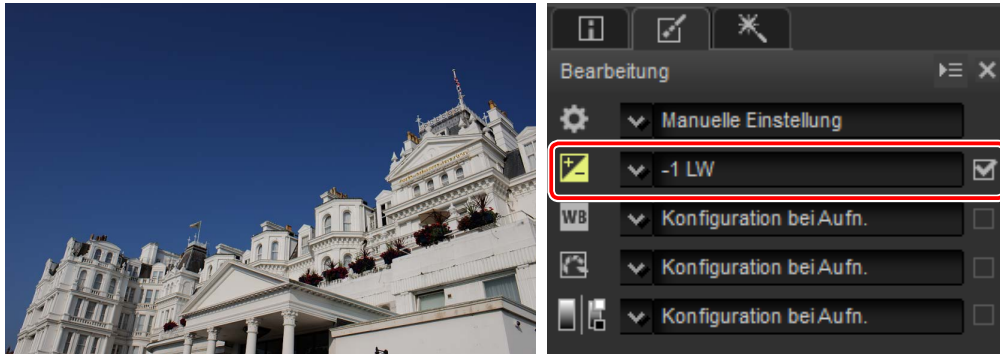 Bearbeitung
Manuelle Einstellung
-1 LW
WB
Konfiguration bei Aufn.
Konfiguration bei Aufn.
Konfiguration bei Aufn.